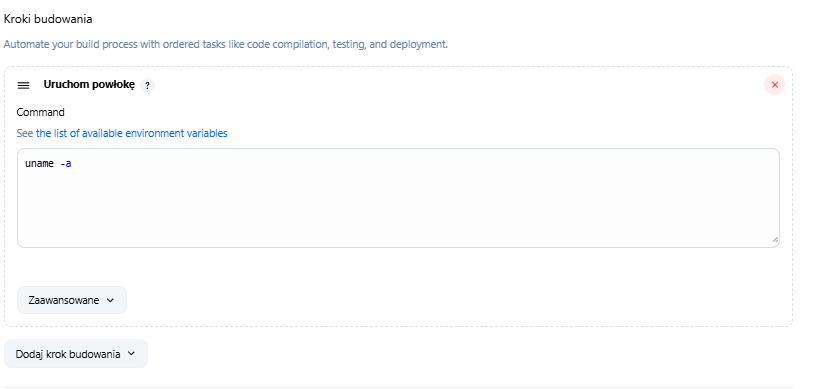 Kroki budowania
Automate your build process with ordered tasks like code compilation, testing, and deployment.
Uruchom powłokę ?
Command
See the list of available environment variables
uname -a
Zaawansowane
Dodaj krok budowania